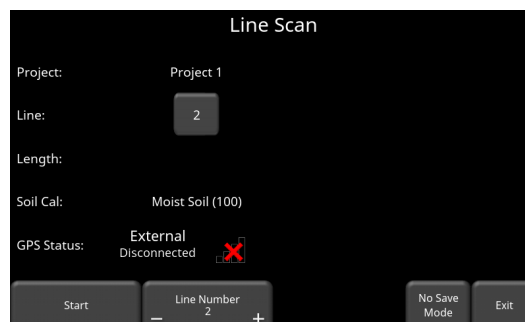 Line Scan
Project: Project 1
Line: 2
Length:
Soil Cal: Moist Soil (100)
GPS Status: External
Disconnected
Start
Line Number
2
— +
No Save
Mode
Exit